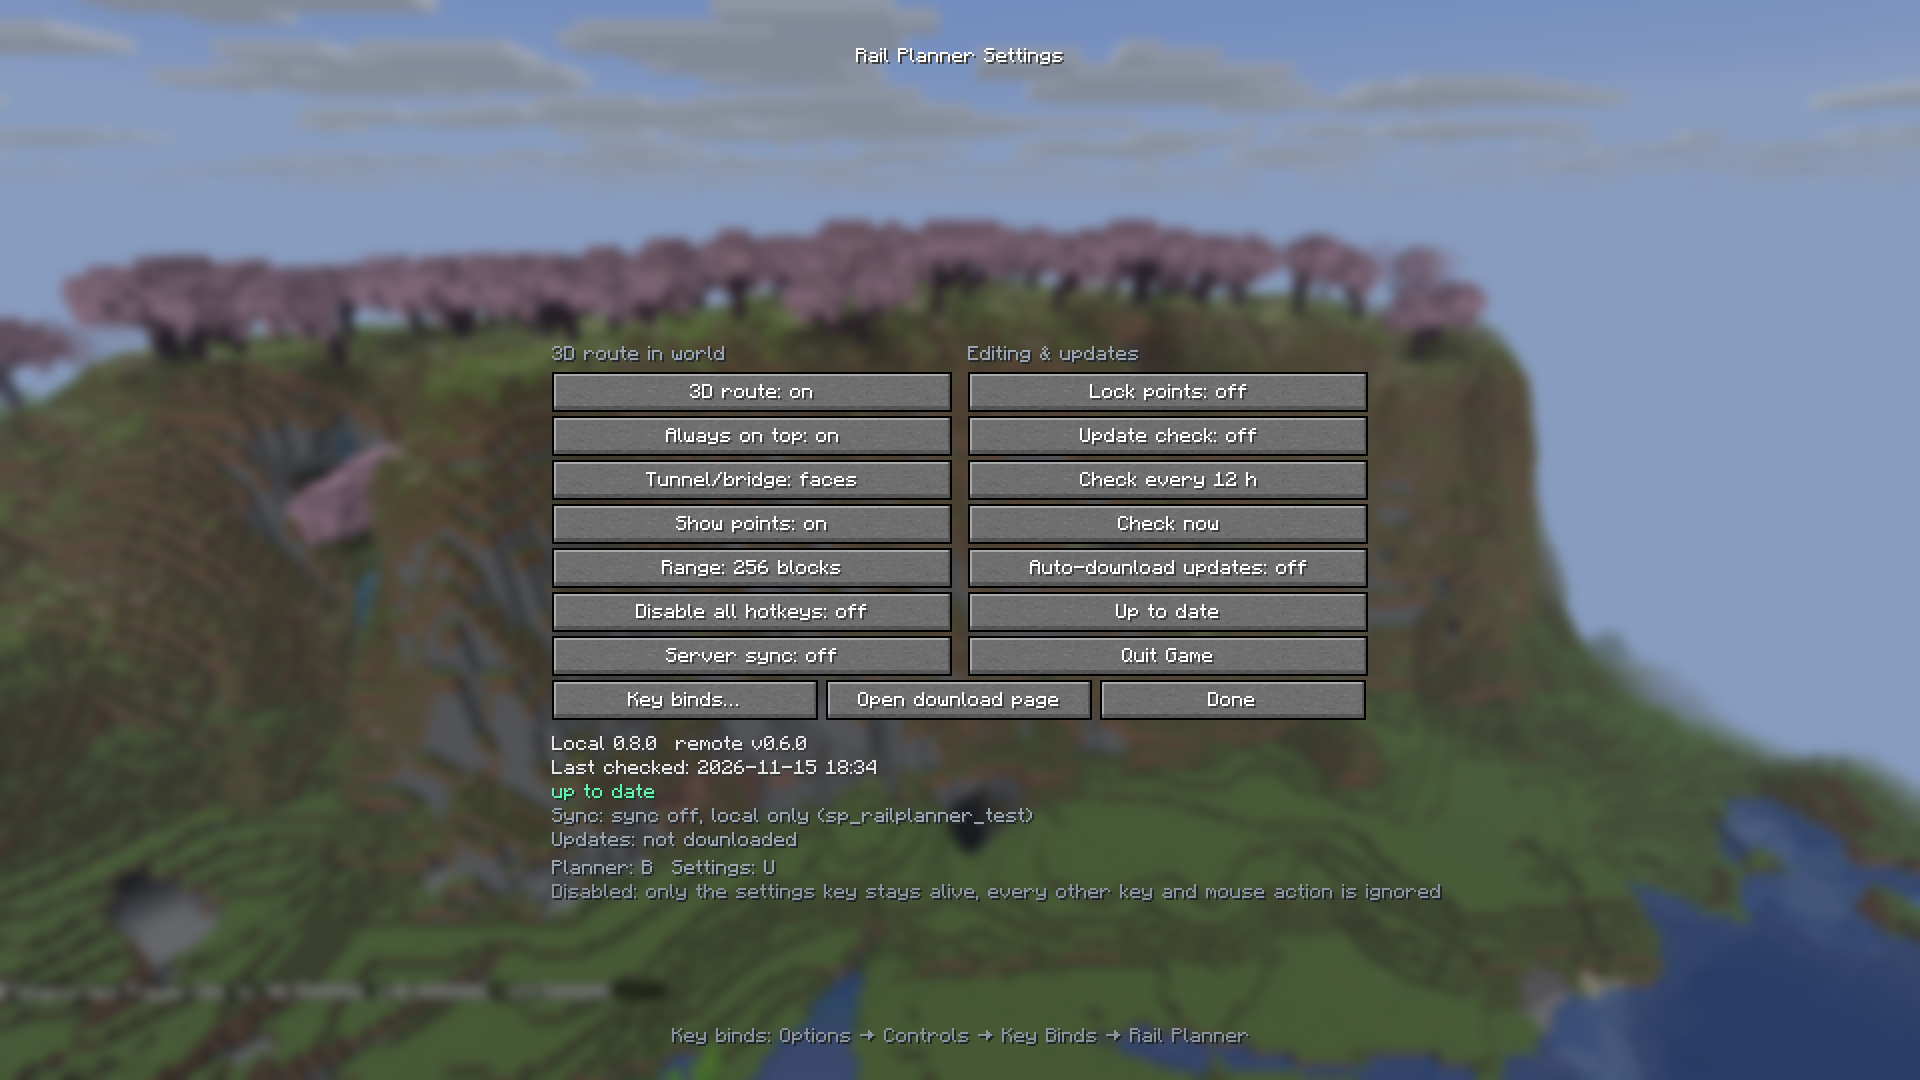 Rail Planner Settings
3D route in world
Editing & updates
3D route: on
Lock points: off
Always on top: on
Update check: off
Tunnel/bridge: faces
Check every 12 h
Show points: on
Check now
Range: 256 blocks
Auto-download updates: off
Disable all hotkeys: off
Up to date
Server sync: off
Quit Game
Key binds...
Open download page
Done
Local 0.8.0  remote v0.6.0
Last checked: 2026-11-15 18:34
up to date
Sync: sync off, local only (sp_railplanner_test)
Updates: not downloaded
Planner: B  Settings: U
Disabled: only the settings key stays alive, every other key and mouse action is ignored
Key binds: Options → Controls → Key Binds → Rail Planner